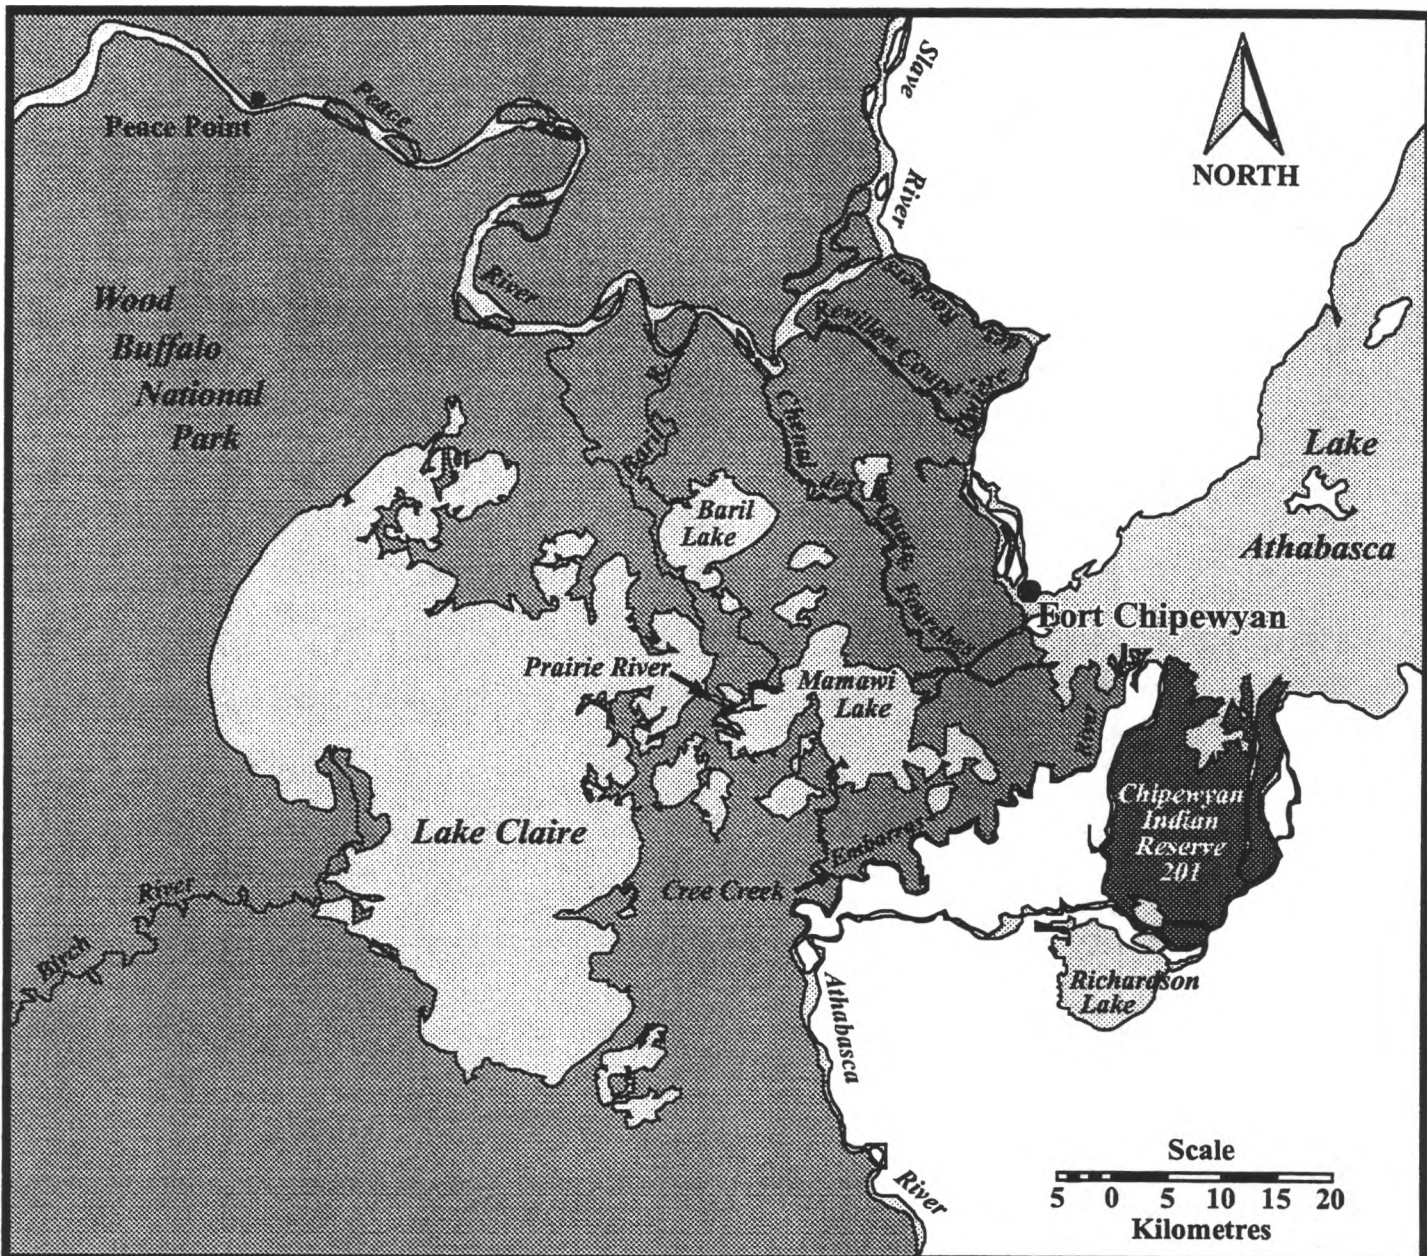 Slave
River
NORTH
Peace
Peace Point
River
Wood
Buffalo
National
Park
Revillon Coupé
Baril R.
Chenal
des
Quatre
Fourches
Baril
Lake
Lake
Athabasca
Fort Chipewyan
Prairie River
Mamawi
Lake
River
Chipewyan
Indian
Reserve
201
Lake Claire
Embarras
Cree Creek
River
Birch
Richardson
Lake
Athabasca
River
Scale
5 0 5 10 15 20
Kilometres